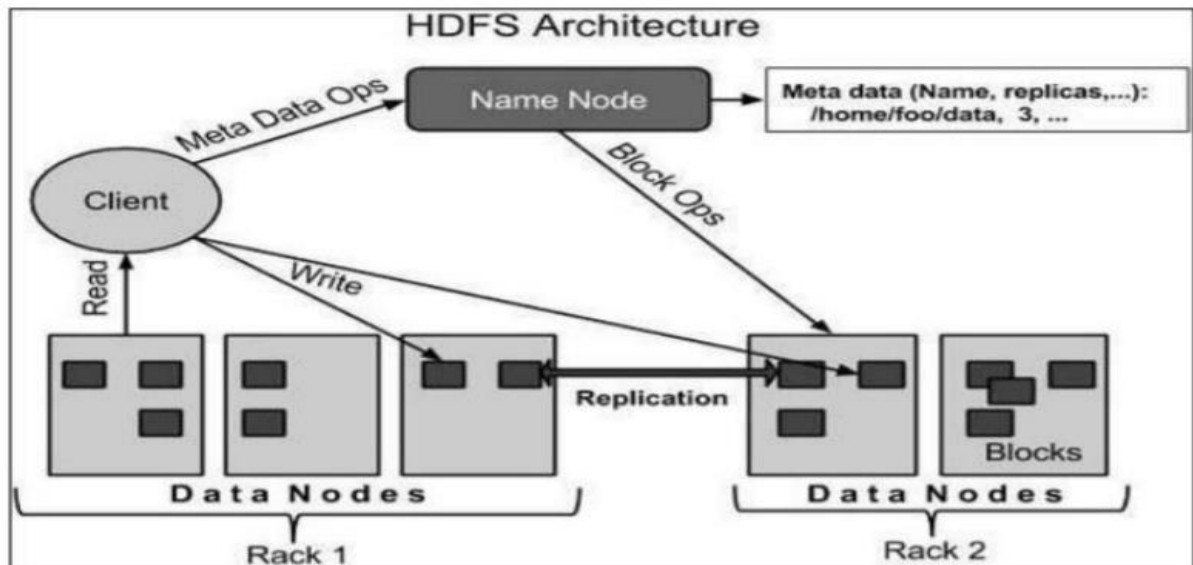 HDFS Architecture
Meta Data Ops
Name Node
Meta data (Name, replicas,...):
/home/foo/data, 3, ...
Block Ops
Client
Read
Write
Replication
Blocks
Data Nodes
Data Nodes
Rack 1
Rack 2